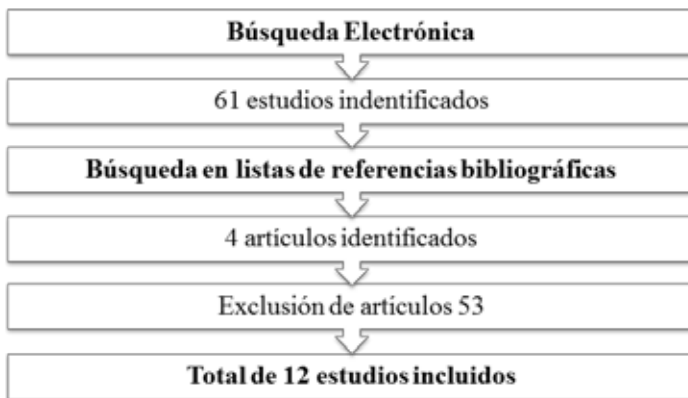 Búsqueda Electrónica
61 estudios indentificados
Búsqueda en listas de referencias bibliográficas
4 artículos identificados
Exclusión de artículos 53
Total de 12 estudios incluidos